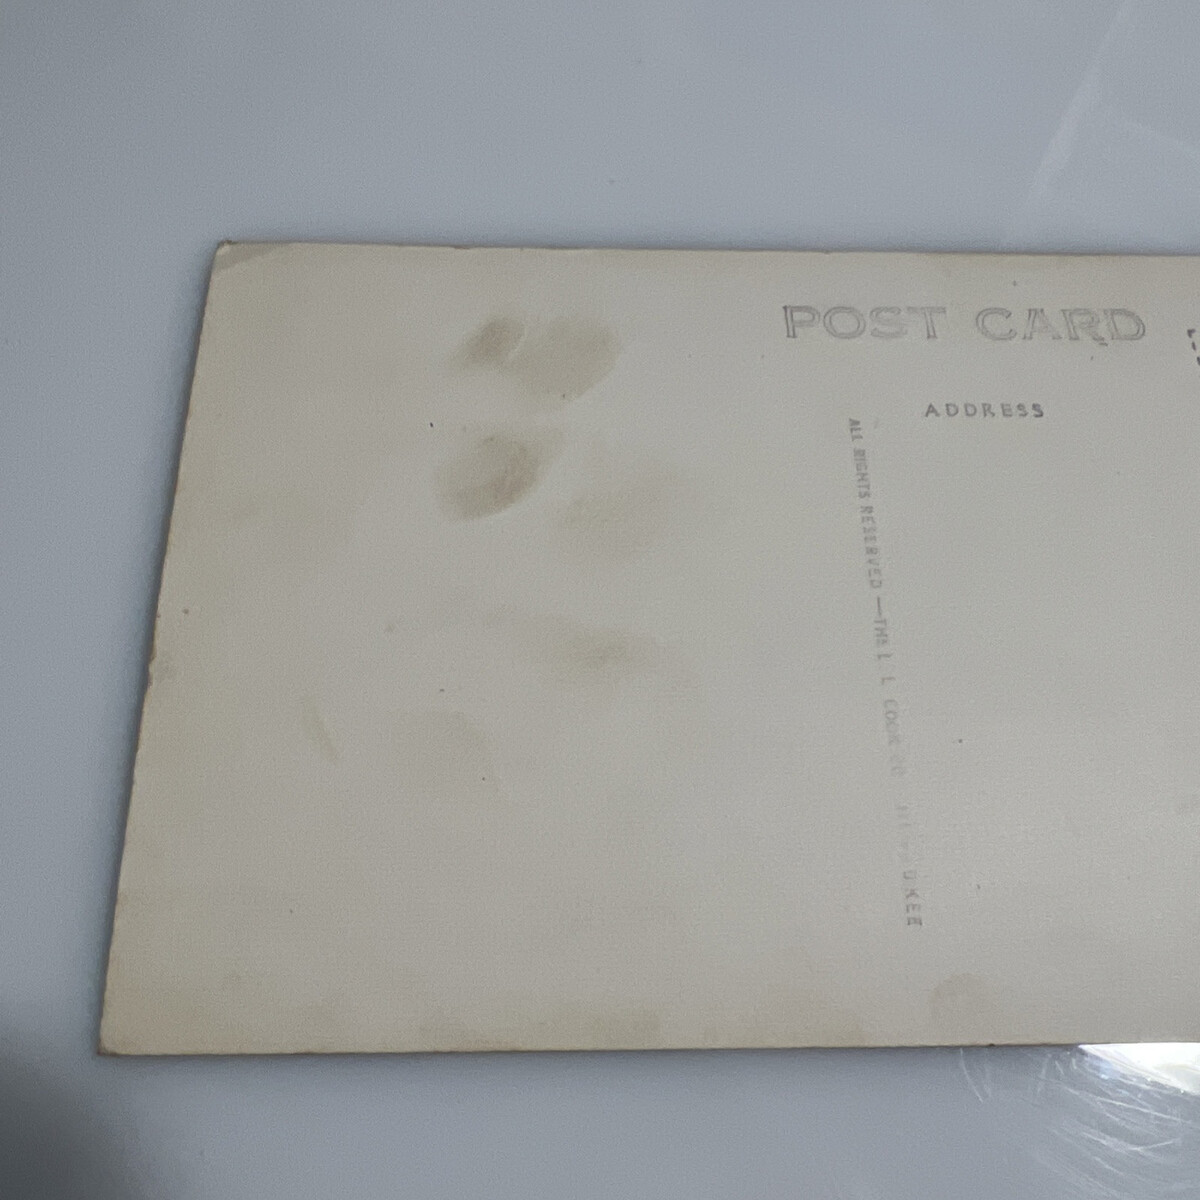 POST CARD
ADDRESS
ALL RIGHTS RESERVED — THE L L COOK CO